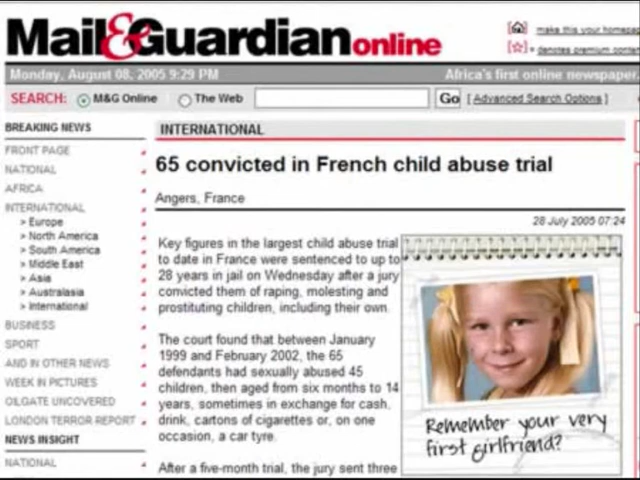 Mail&Guardian online
make this your homepage
denotes premium content
Monday, August 08, 2005 9:29 PM
Africa's first online newspaper.
SEARCH: M&G Online The Web Go [ Advanced Search Options ]
BREAKING NEWS
FRONT PAGE
NATIONAL
AFRICA
INTERNATIONAL
> Europe
> North America
> South America
> Middle East
> Asia
> Australasia
> International
BUSINESS
SPORT
AND IN OTHER NEWS
WEEK IN PICTURES
OILGATE UNCOVERED
LONDON TERROR REPORT
NEWS INSIGHT
NATIONAL
INTERNATIONAL
65 convicted in French child abuse trial
Angers, France
28 July 2005 07:24
Key figures in the largest child abuse trial
to date in France were sentenced to up to
28 years in jail on Wednesday after a jury
convicted them of raping, molesting and
prostituting children, including their own.
The court found that between January
1999 and February 2002, the 65
defendants had sexually abused 45
children, then aged from six months to 14
years, sometimes in exchange for cash,
drink, cartons of cigarettes or, on one
occasion, a car tyre.
After a five-month trial, the jury sent three
Remember your very
first girlfriend?